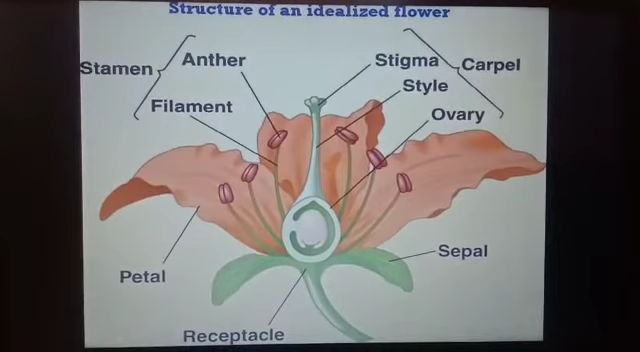 Structure of an idealized flower
Stamen
Anther
Filament
Stigma
Style
Ovary
Carpel
Petal
Sepal
Receptacle